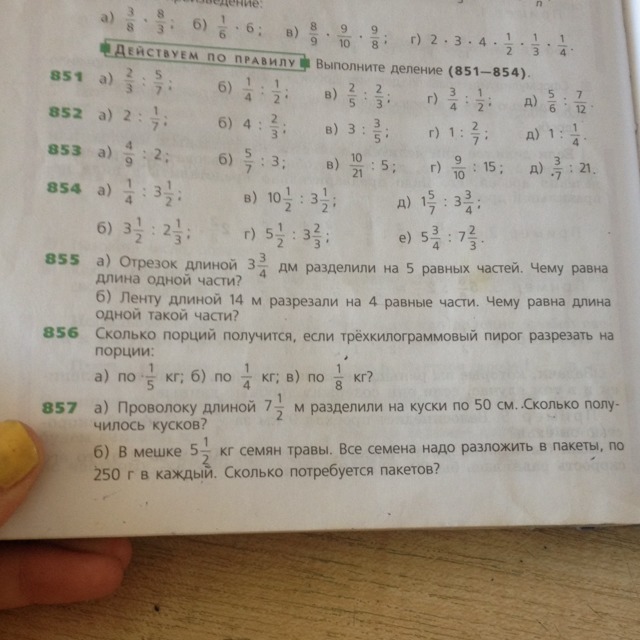 произведение:
а) 3/8 · 8/3; б) 1/6 · 6; в) 8/9 · 9/10 · 9/8; г) 2 · 3 · 4 · 1/2 · 1/3 · 1/4.
ДЕЙСТВУЕМ ПО ПРАВИЛУ Выполните деление (851—854).
851 а) 2/3 : 5/7; б) 1/4 : 1/2; в) 2/5 : 2/3; г) 3/4 : 1/2; д) 5/6 : 7/12.
852 а) 2 : 1/7; б) 4 : 2/3; в) 3 : 3/5; г) 1 : 2/7; д) 1 : 1/4.
853 а) 4/9 : 2; б) 5/7 : 3; в) 10/21 : 5; г) 9/10 : 15; д) 3/7 : 21.
854 а) 1/4 : 3 1/2; в) 10 1/2 : 3 1/2; д) 1 5/7 : 3 3/4;
б) 3 1/2 : 2 1/3; г) 5 1/2 : 3 2/3; е) 5 3/4 : 7 2/3.
855 а) Отрезок длиной 3 3/4 дм разделили на 5 равных частей. Чему равна
длина одной части?
б) Ленту длиной 14 м разрезали на 4 равные части. Чему равна длина
одной такой части?
856 Сколько порций получится, если трёхкилограммовый пирог разрезать на
порции:
а) по 1/5 кг; б) по 1/4 кг; в) по 1/8 кг?
857 а) Проволоку длиной 7 1/2 м разделили на куски по 50 см. Сколько полу-
чилось кусков?
б) В мешке 5 1/2 кг семян травы. Все семена надо разложить в пакеты, по
250 г в каждый. Сколько потребуется пакетов?